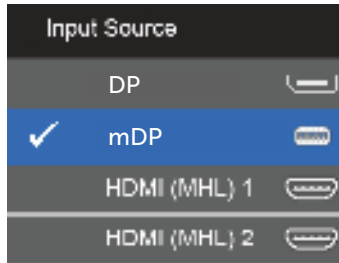 Input Source
DP
mDP
HDMI (MHL) 1
HDMI (MHL) 2